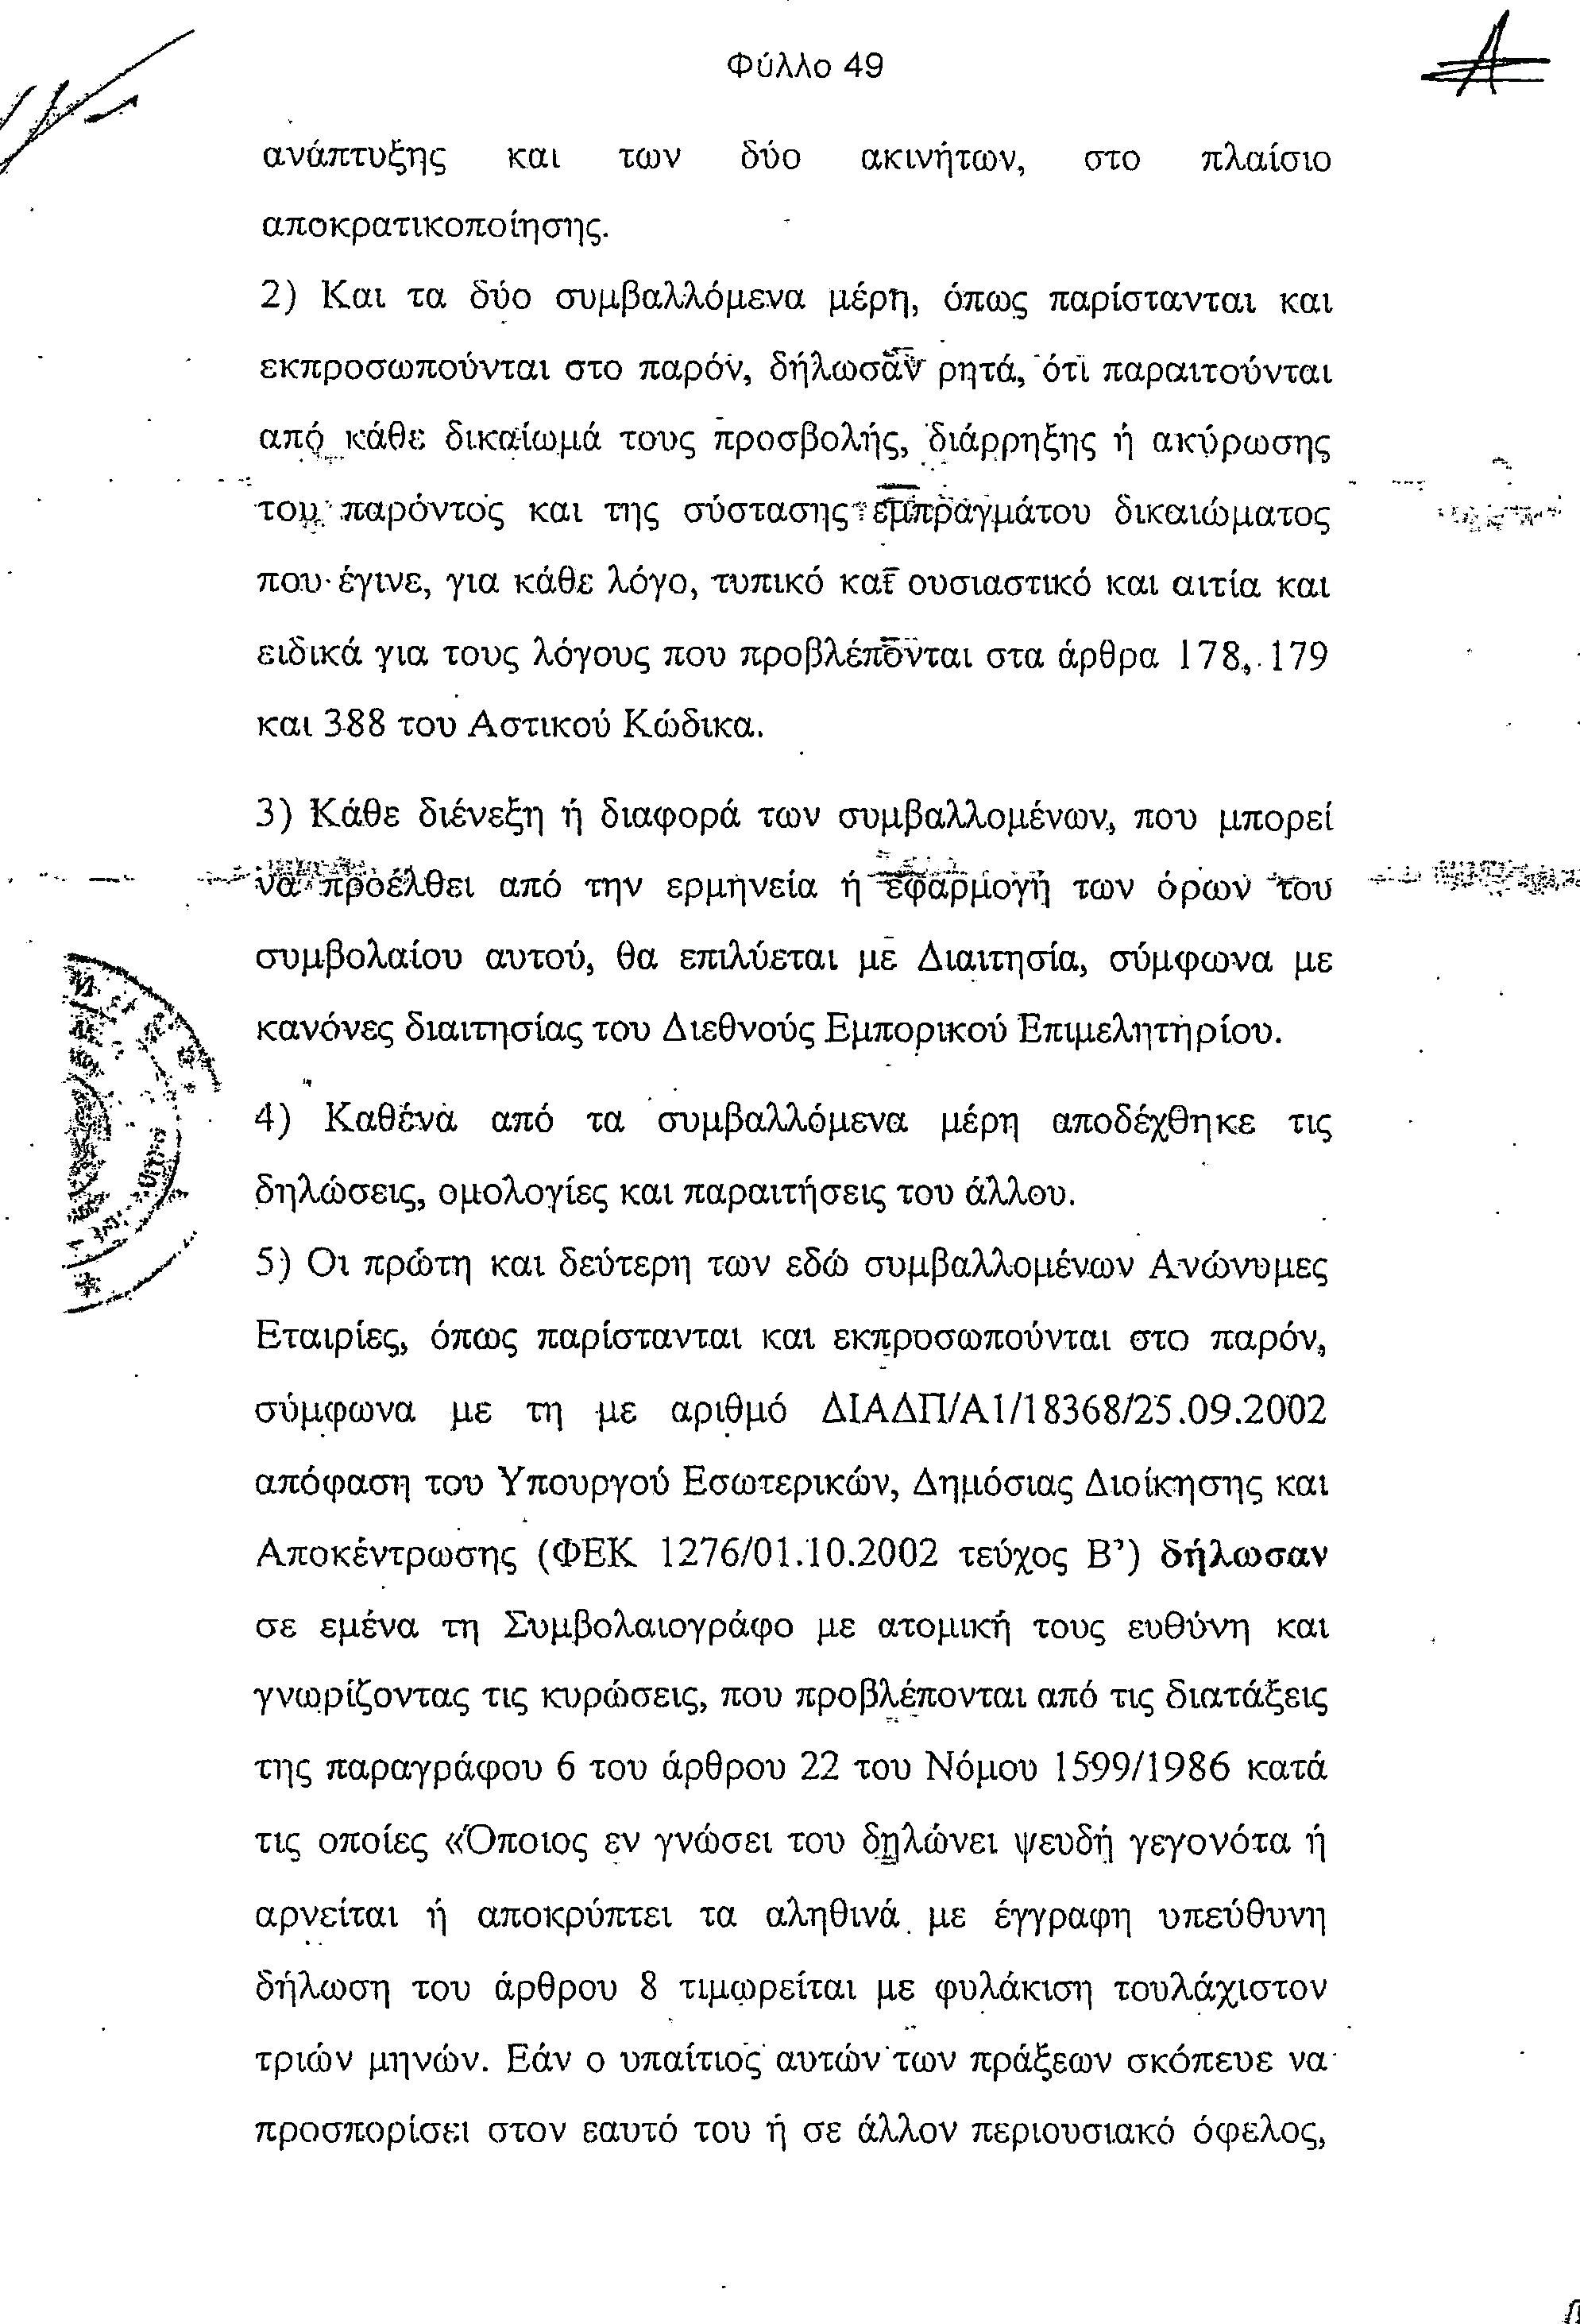 Φύλλο 49
ανάπτυξης και των δύο ακινήτων, στο πλαίσιο
αποκρατικοποίησης.
2) Και τα δύο συμβαλλόμενα μέρη, όπως παρίστανται και
εκπροσωπούνται στο παρόν, δήλωσαν ρητά, ότι παραιτούνται
από κάθε δικαίωμά τους προσβολής, διάρρηξης ή ακύρωσης
του παρόντος και της σύστασης εμπραγμάτου δικαιώματος
που έγινε, για κάθε λόγο, τυπικό και ουσιαστικό και αιτία και
ειδικά για τους λόγους που προβλέπονται στα άρθρα 178, 179
και 388 του Αστικού Κώδικα.
3) Κάθε διένεξη ή διαφορά των συμβαλλομένων, που μπορεί
να προέλθει από την ερμηνεία ή εφαρμογή των όρων του
συμβολαίου αυτού, θα επιλύεται με Διαιτησία, σύμφωνα με
κανόνες διαιτησίας του Διεθνούς Εμπορικού Επιμελητηρίου.
4) Καθένα από τα συμβαλλόμενα μέρη αποδέχθηκε τις
δηλώσεις, ομολογίες και παραιτήσεις του άλλου.
5) Οι πρώτη και δεύτερη των εδώ συμβαλλομένων Ανώνυμες
Εταιρίες, όπως παρίστανται και εκπροσωπούνται στο παρόν,
σύμφωνα με τη με αριθμό ΔΙΑΔΠ/Α1/18368/25.09.2002
απόφαση του Υπουργού Εσωτερικών, Δημόσιας Διοίκησης και
Αποκέντρωσης (ΦΕΚ 1276/01.10.2002 τεύχος Β’) δήλωσαν
σε εμένα τη Συμβολαιογράφο με ατομική τους ευθύνη και
γνωρίζοντας τις κυρώσεις, που προβλέπονται από τις διατάξεις
της παραγράφου 6 του άρθρου 22 του Νόμου 1599/1986 κατά
τις οποίες «Όποιος εν γνώσει του δηλώνει ψευδή γεγονότα ή
αρνείται ή αποκρύπτει τα αληθινά με έγγραφη υπεύθυνη
δήλωση του άρθρου 8 τιμωρείται με φυλάκιση τουλάχιστον
τριών μηνών. Εάν ο υπαίτιος αυτών των πράξεων σκόπευε να
προσπορίσει στον εαυτό του ή σε άλλον περιουσιακό όφελος,